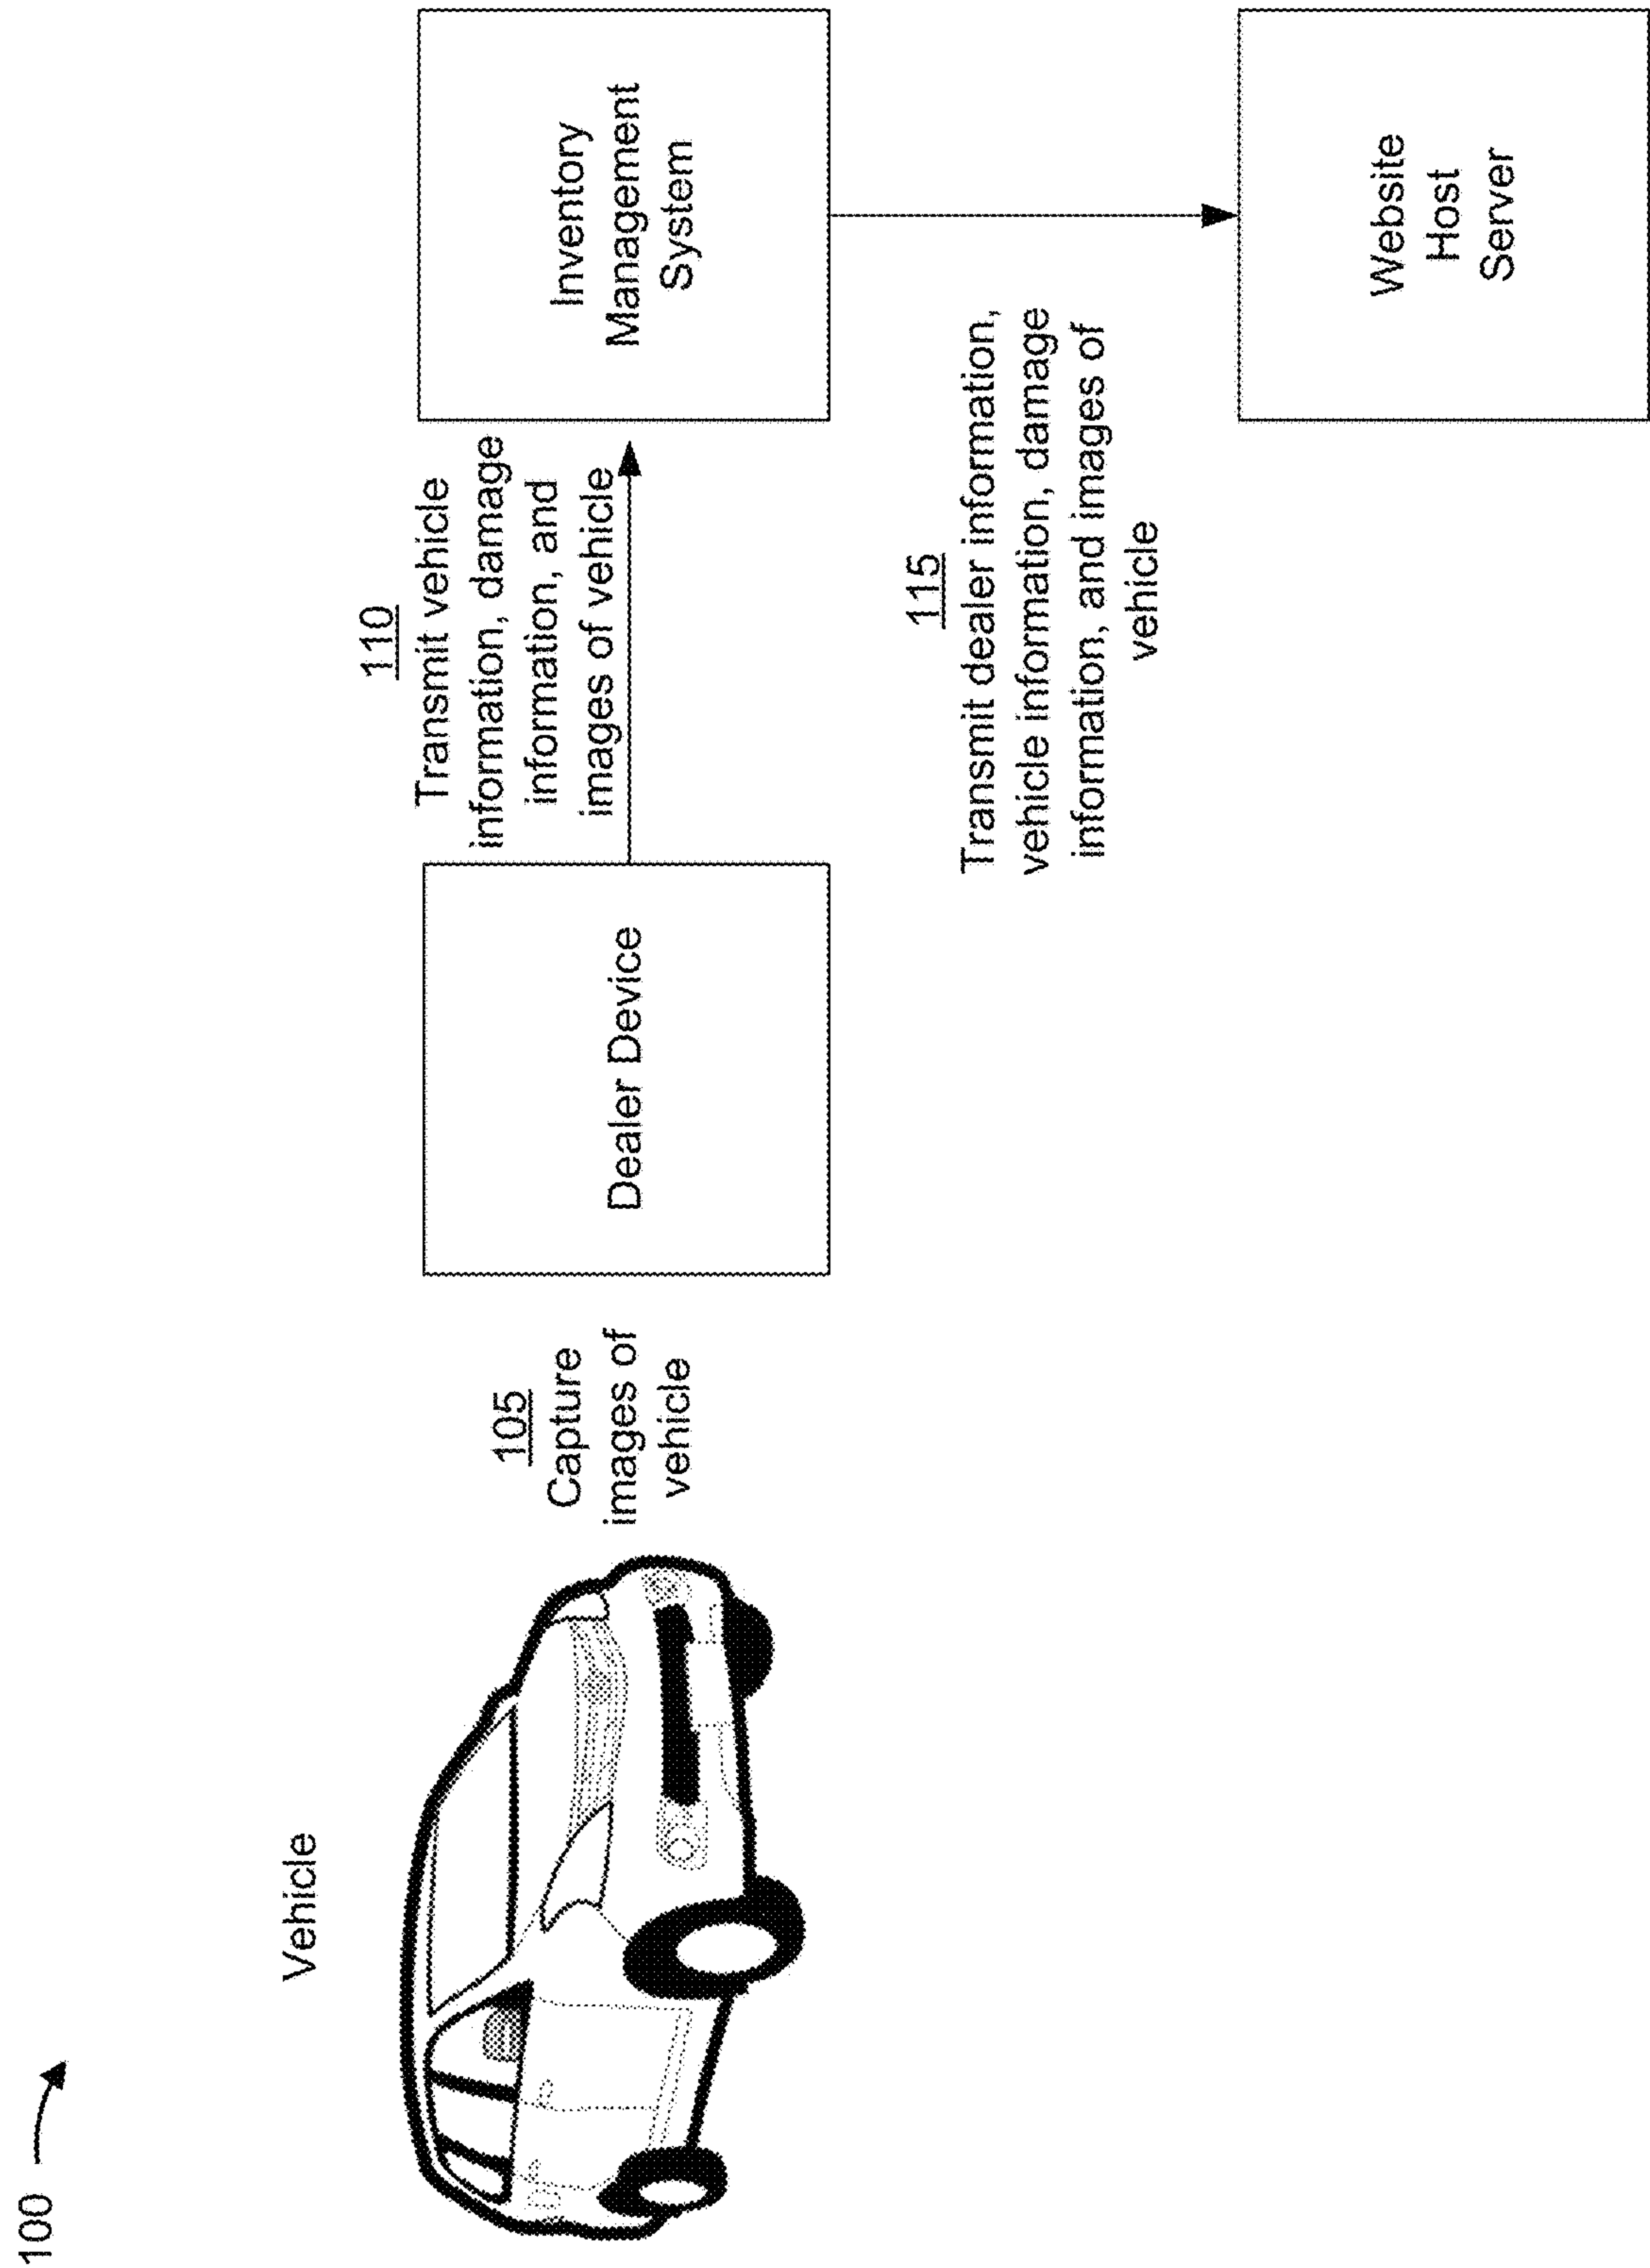 100
Vehicle
105
Capture
images of
vehicle
Dealer Device
110
Transmit vehicle
information, damage
information, and
images of vehicle
Inventory
Management
System
115
Transmit dealer information,
vehicle information, damage
information, and images of
vehicle
Website
Host
Server